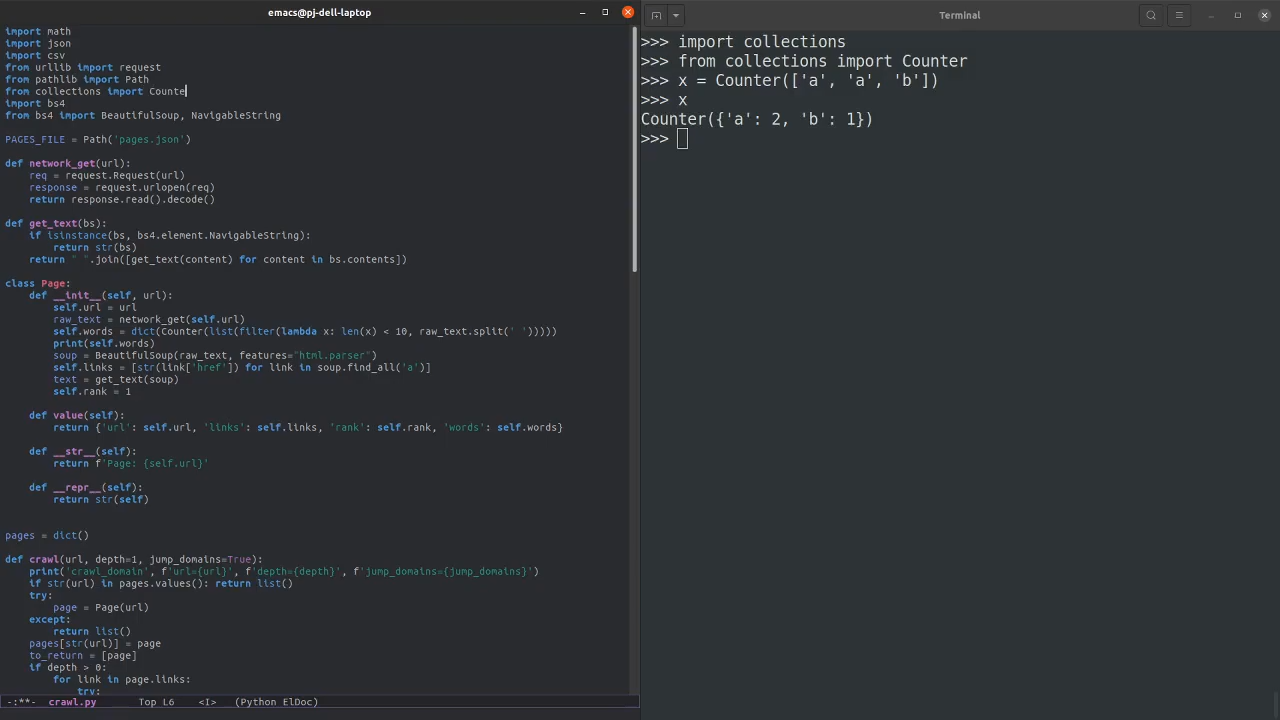 emacs@pj-dell-laptop
import math
import json
import csv
from urllib import request
from pathlib import Path
from collections import Counte
import bs4
from bs4 import BeautifulSoup, NavigableString

PAGES_FILE = Path('pages.json')

def network_get(url):
    req = request.Request(url)
    response = request.urlopen(req)
    return response.read().decode()

def get_text(bs):
    if isinstance(bs, bs4.element.NavigableString):
        return str(bs)
    return " ".join([get_text(content) for content in bs.contents])

class Page:
    def __init__(self, url):
        self.url = url
        raw_text = network_get(self.url)
        self.words = dict(Counter(list(filter(lambda x: len(x) < 10, raw_text.split(' ')))))
        print(self.words)
        soup = BeautifulSoup(raw_text, features="html.parser")
        self.links = [str(link['href']) for link in soup.find_all('a')]
        text = get_text(soup)
        self.rank = 1

    def value(self):
        return {'url': self.url, 'links': self.links, 'rank': self.rank, 'words': self.words}

    def __str__(self):
        return f'Page: {self.url}'

    def __repr__(self):
        return str(self)

pages = dict()

def crawl(url, depth=1, jump_domains=True):
    print('crawl_domain', f'url={url}', f'depth={depth}', f'jump_domains={jump_domains}')
    if str(url) in pages.values(): return list()
    try:
        page = Page(url)
    except:
        return list()
    pages[str(url)] = page
    to_return = [page]
    if depth > 0:
        for link in page.links:
            try:
-:**-  crawl.py       Top L6    <I>   (Python ElDoc)
Terminal
>>> import collections
>>> from collections import Counter
>>> x = Counter(['a', 'a', 'b'])
>>> x
Counter({'a': 2, 'b': 1})
>>>